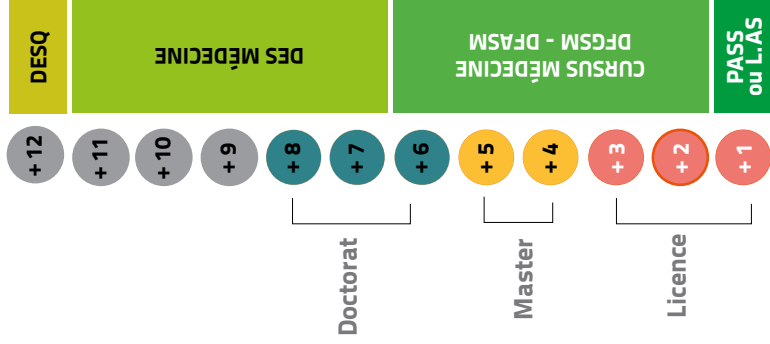 DESQ
DES MÉDECINE
CURSUS MÉDECINE
DFGSM - DFASM
PASS
ou L.AS
+ 12
+ 11
+ 10
+ 9
+ 8
+ 7
+ 6
+ 5
+ 4
+ 3
+ 2
+ 1
Doctorat
Master
Licence